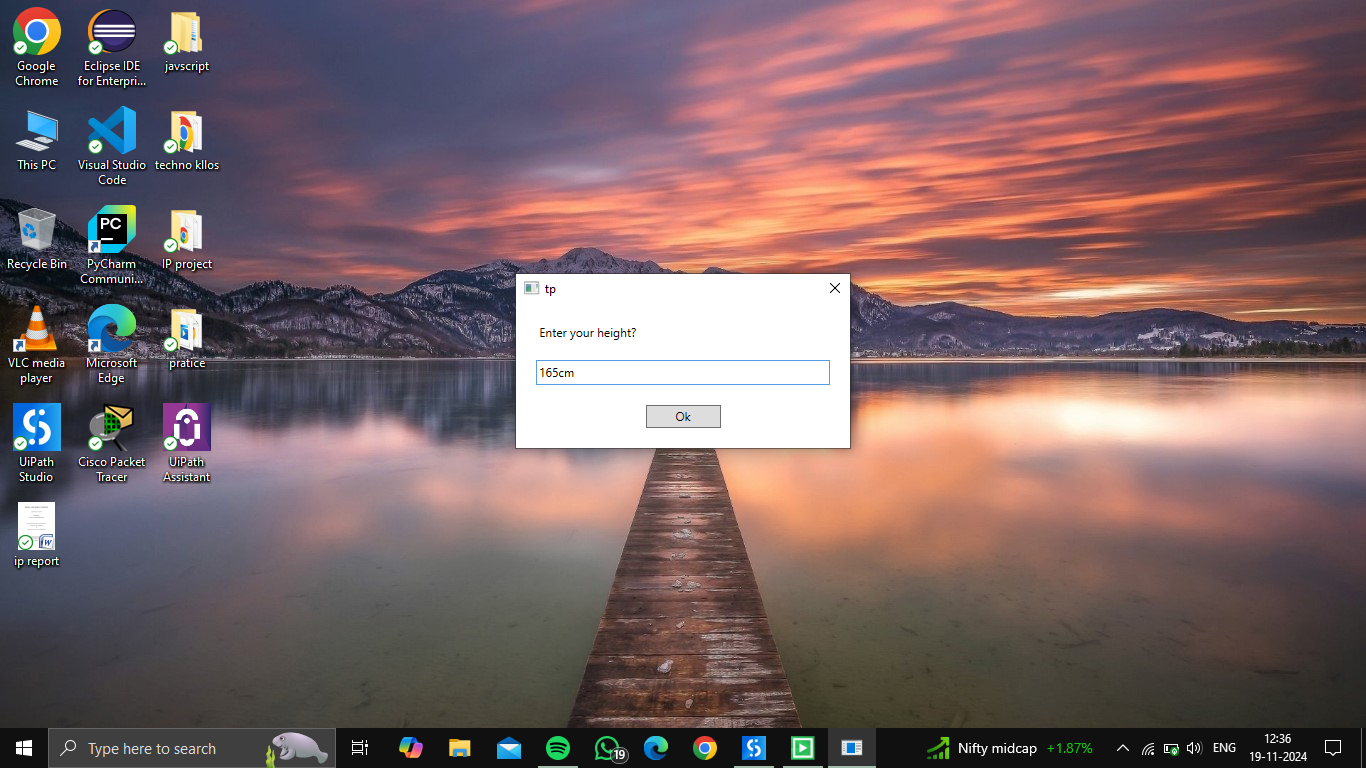 Google
Chrome
Eclipse IDE
for Enterpri...
javscript
This PC
Visual Studio
Code
techno kllos
Recycle Bin
PC
PyCharm
Communi...
IP project
VLC media
player
Microsoft
Edge
pratice
UiPath
Studio
Cisco Packet
Tracer
UiPath
Assistant
ip report
tp
Enter your height?
165cm
Ok
Type here to search
19
Nifty midcap +1.87%
ENG
12:36
19-11-2024